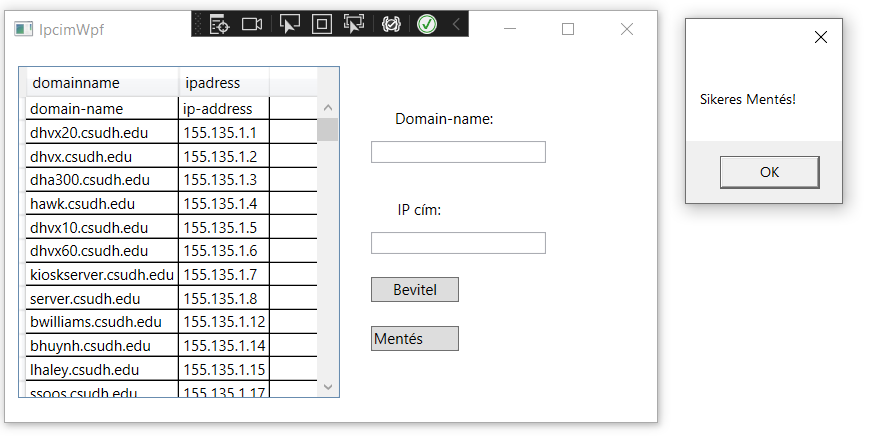 IpcimWpf
domainname ipadress
domain-name ip-address
dhvx20.csudh.edu 155.135.1.1
dhvx.csudh.edu 155.135.1.2
dha300.csudh.edu 155.135.1.3
hawk.csudh.edu 155.135.1.4
dhvx10.csudh.edu 155.135.1.5
dhvx60.csudh.edu 155.135.1.6
kioskserver.csudh.edu 155.135.1.7
server.csudh.edu 155.135.1.8
bwilliams.csudh.edu 155.135.1.12
bhuynh.csudh.edu 155.135.1.14
lhaley.csudh.edu 155.135.1.15
ssoos.csudh.edu 155.135.1.17
Domain-name:
IP cím:
Bevitel
Mentés
Sikeres Mentés!
OK